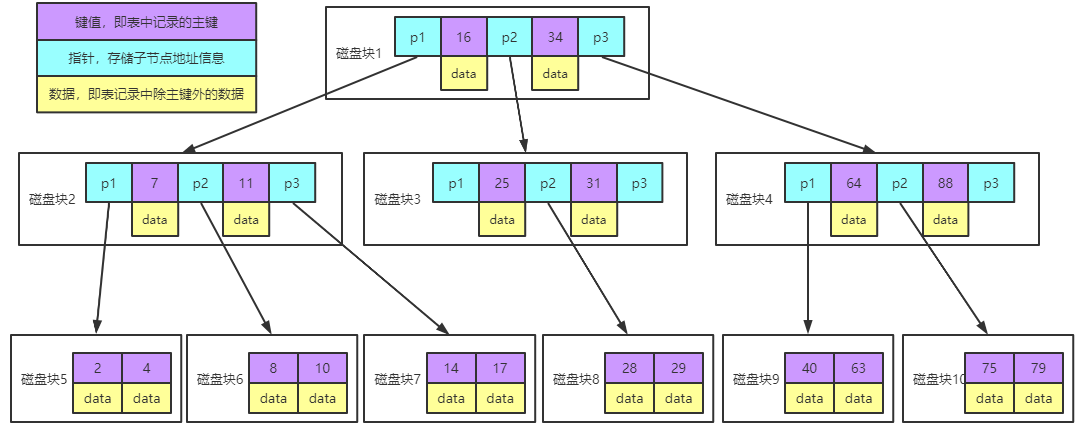 键值，即表中记录的主键
指针，存储子节点地址信息
数据，即表记录中除主键外的数据
磁盘块1
p1 16 p2 34 p3
data data
磁盘块2
p1 7 p2 11 p3
data data
磁盘块3
p1 25 p2 31 p3
data data
磁盘块4
p1 64 p2 88 p3
data data
磁盘块5
2 4
data data
磁盘块6
8 10
data data
磁盘块7
14 17
data data
磁盘块8
28 29
data data
磁盘块9
40 63
data data
磁盘块10
75 79
data data